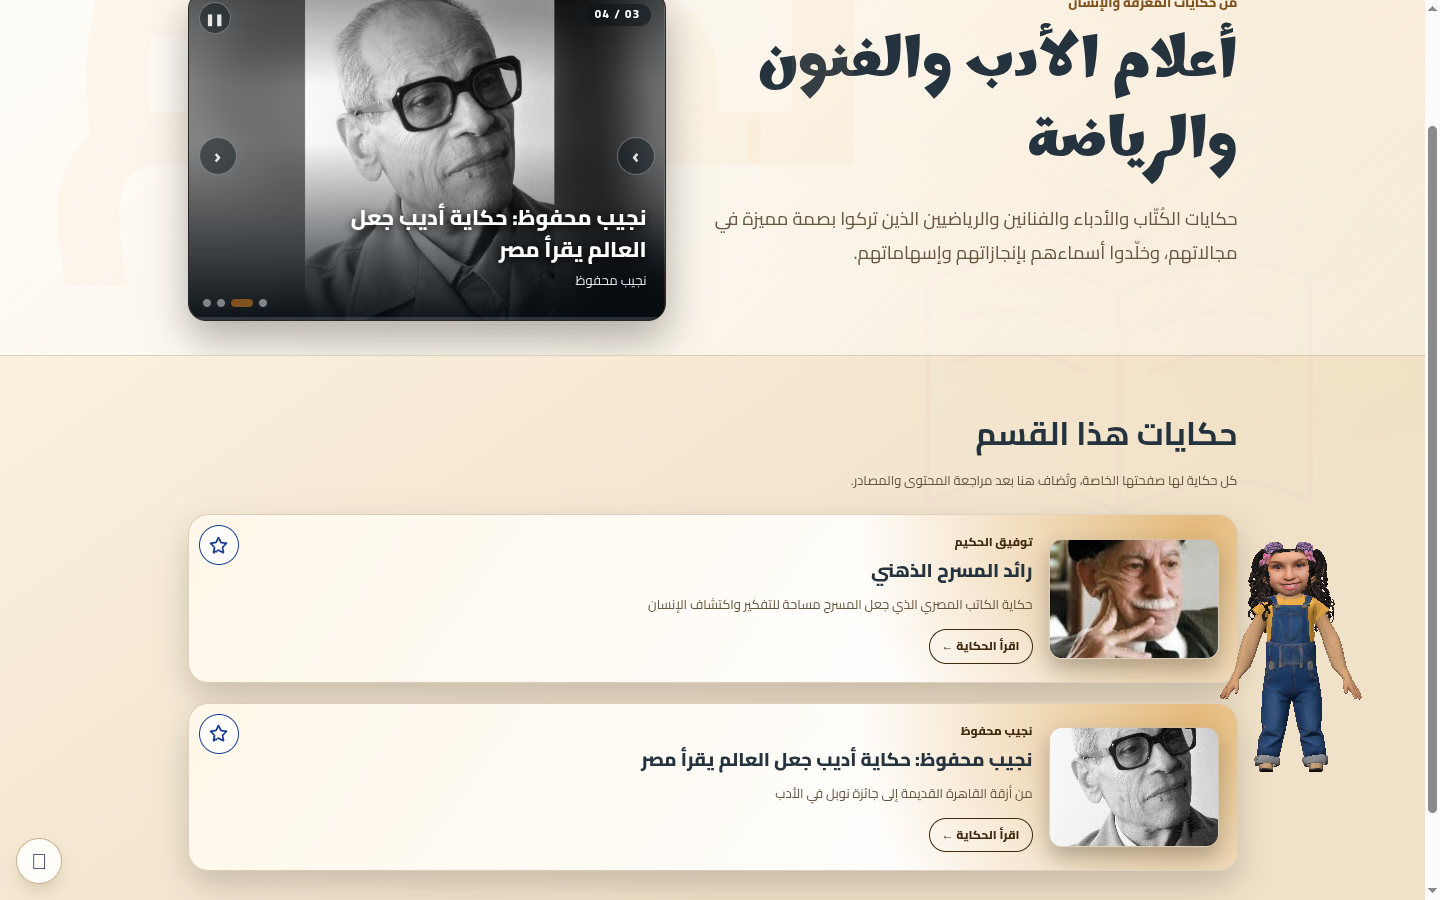 من حكايات المعرفة والإنسان
أعلام الأدب والفنون
والرياضة
حكايات الكُتّاب والأدباء والفنانين والرياضيين الذين تركوا بصمة مميزة في
مجالاتهم، وخلّدوا أسماءهم بإنجازاتهم وإسهاماتهم.
04 / 03
نجيب محفوظ: حكاية أديب جعل
العالم يقرأ مصر
نجيب محفوظ
حكايات هذا القسم
كل حكاية لها صفحتها الخاصة، وتُضاف هنا بعد مراجعة المحتوى والمصادر.
توفيق الحكيم
رائد المسرح الذهني
حكاية الكاتب المصري الذي جعل المسرح مساحة للتفكير واكتشاف الإنسان
اقرأ الحكاية ←
نجيب محفوظ
نجيب محفوظ: حكاية أديب جعل العالم يقرأ مصر
من أزقة القاهرة القديمة إلى جائزة نوبل في الأدب
اقرأ الحكاية ←